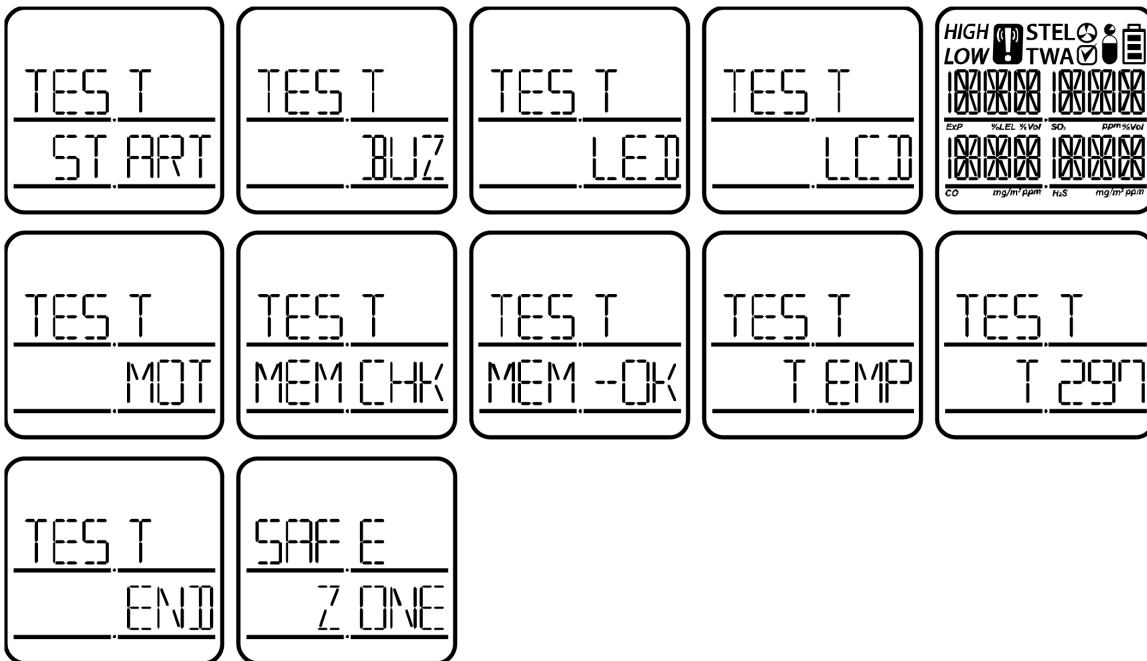 TEST
START
TEST
BUZ
TEST
LED
TEST
LCD
HIGH STEL
LOW TWA
ExP %LEL %Vol SO₂ ppm %Vol
CO mg/m³ ppm H₂S mg/m³ ppm
TEST
MOT
TEST
MEM CHK
TEST
MEM -OK
TEST
TEMP
TEST
T 297
TEST
END
SAFE
ZONE